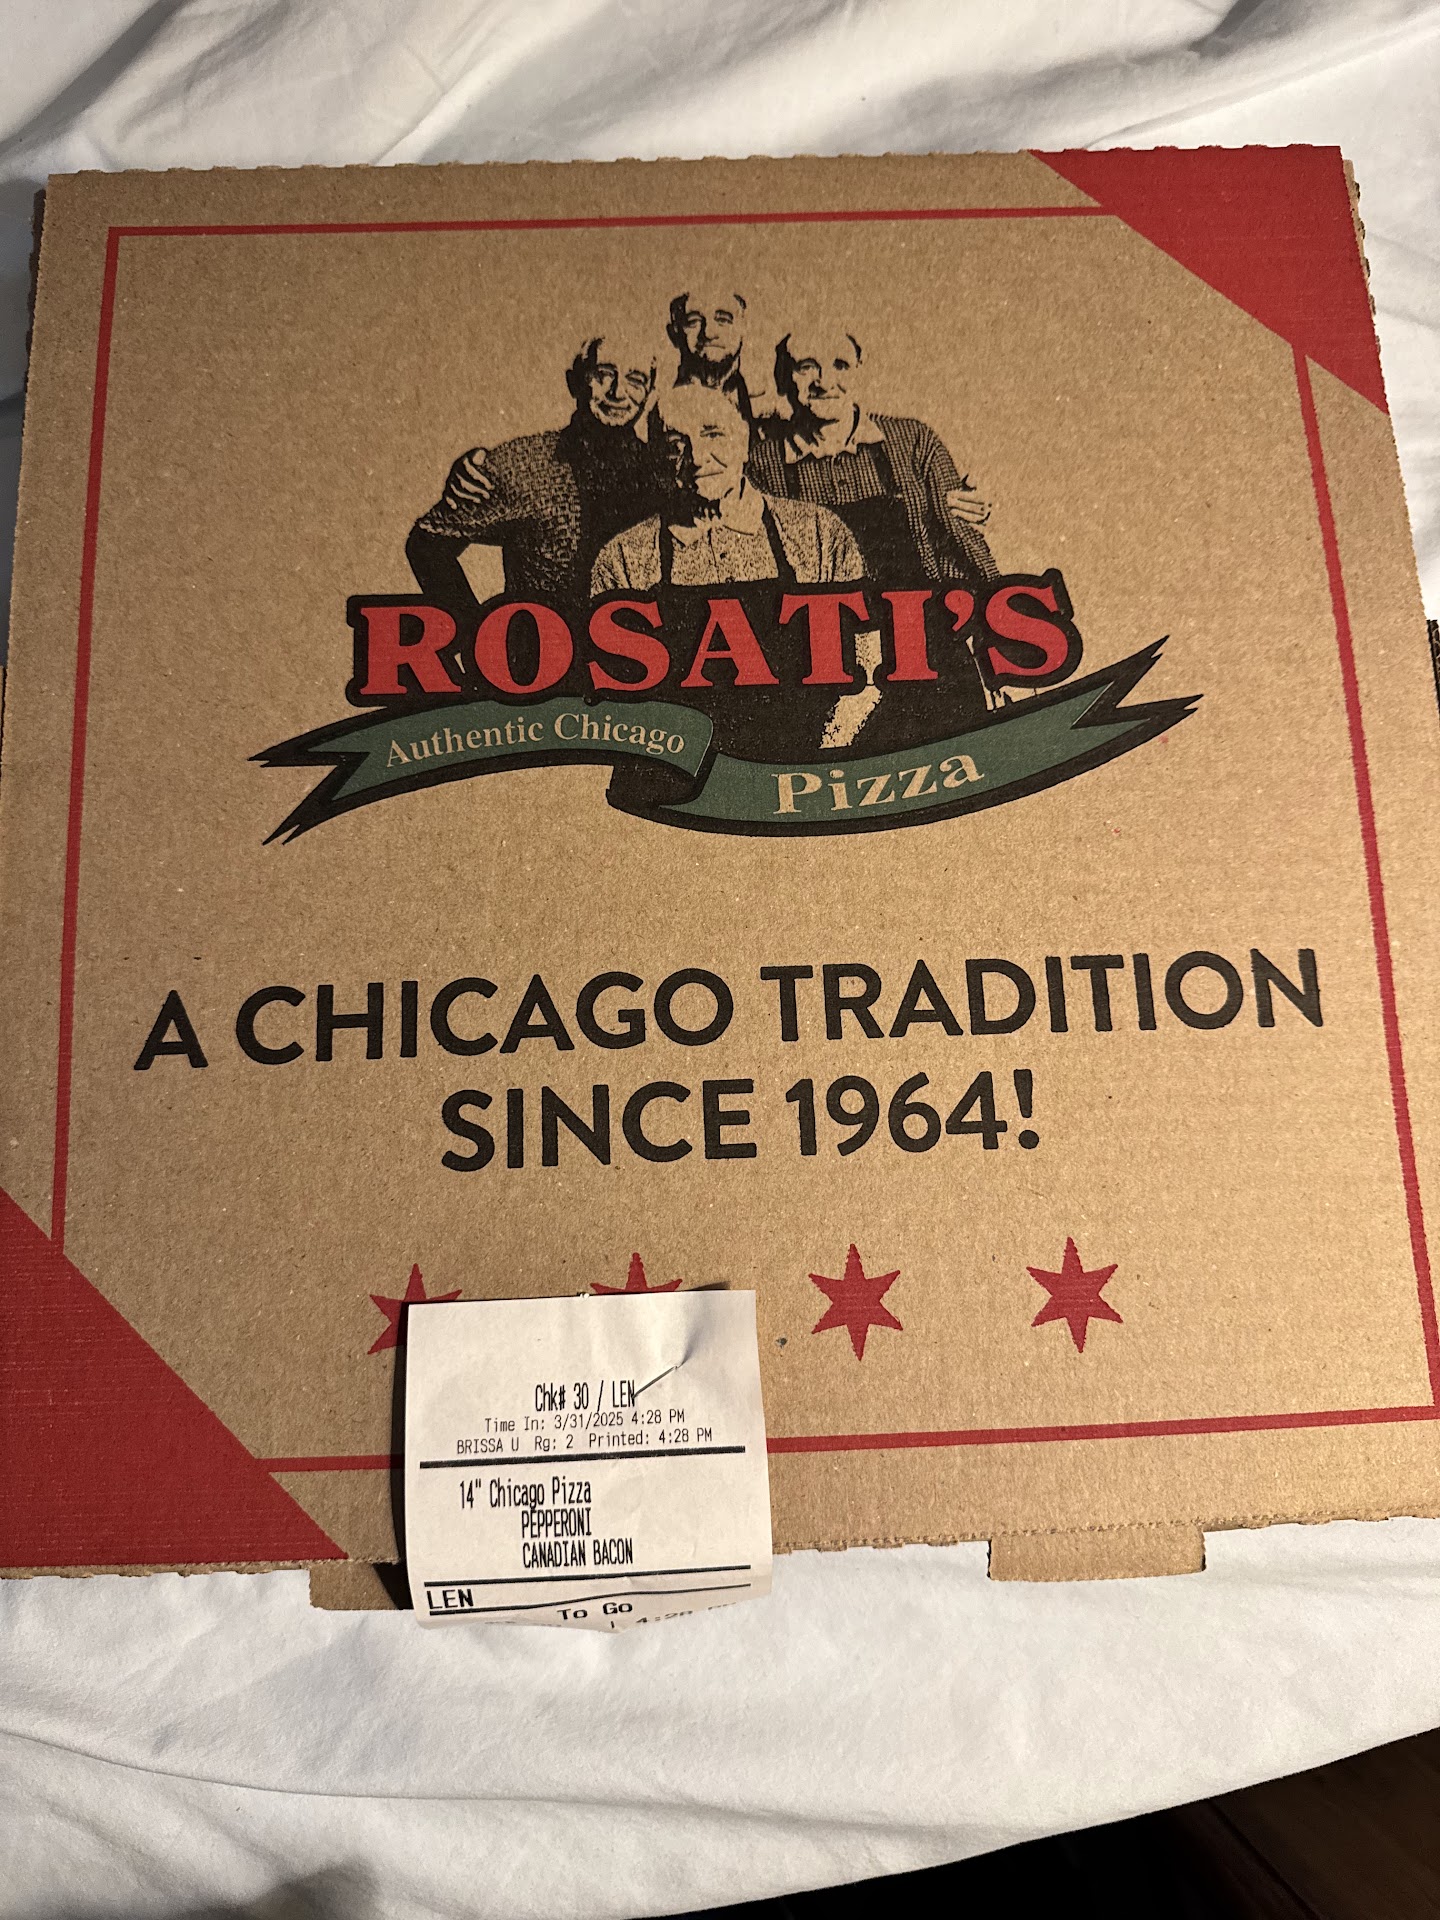 ROSATI'S
Authentic Chicago
Pizza
A CHICAGO TRADITION
SINCE 1964!
Chk# 30 / LEN
Time In: 3/31/2025 4:28 PM
BRISSA U Rg: 2 Printed: 4:28 PM
14" Chicago Pizza
PEPPERONI
CANADIAN BACON
LEN
To Go